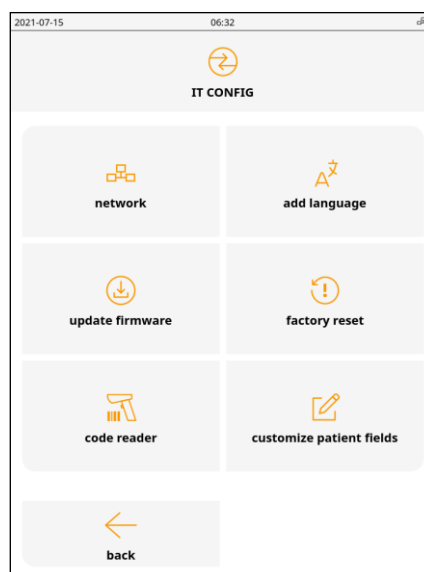 2021-07-15 06:32
IT CONFIG
network add language
update firmware factory reset
code reader customize patient fields
back